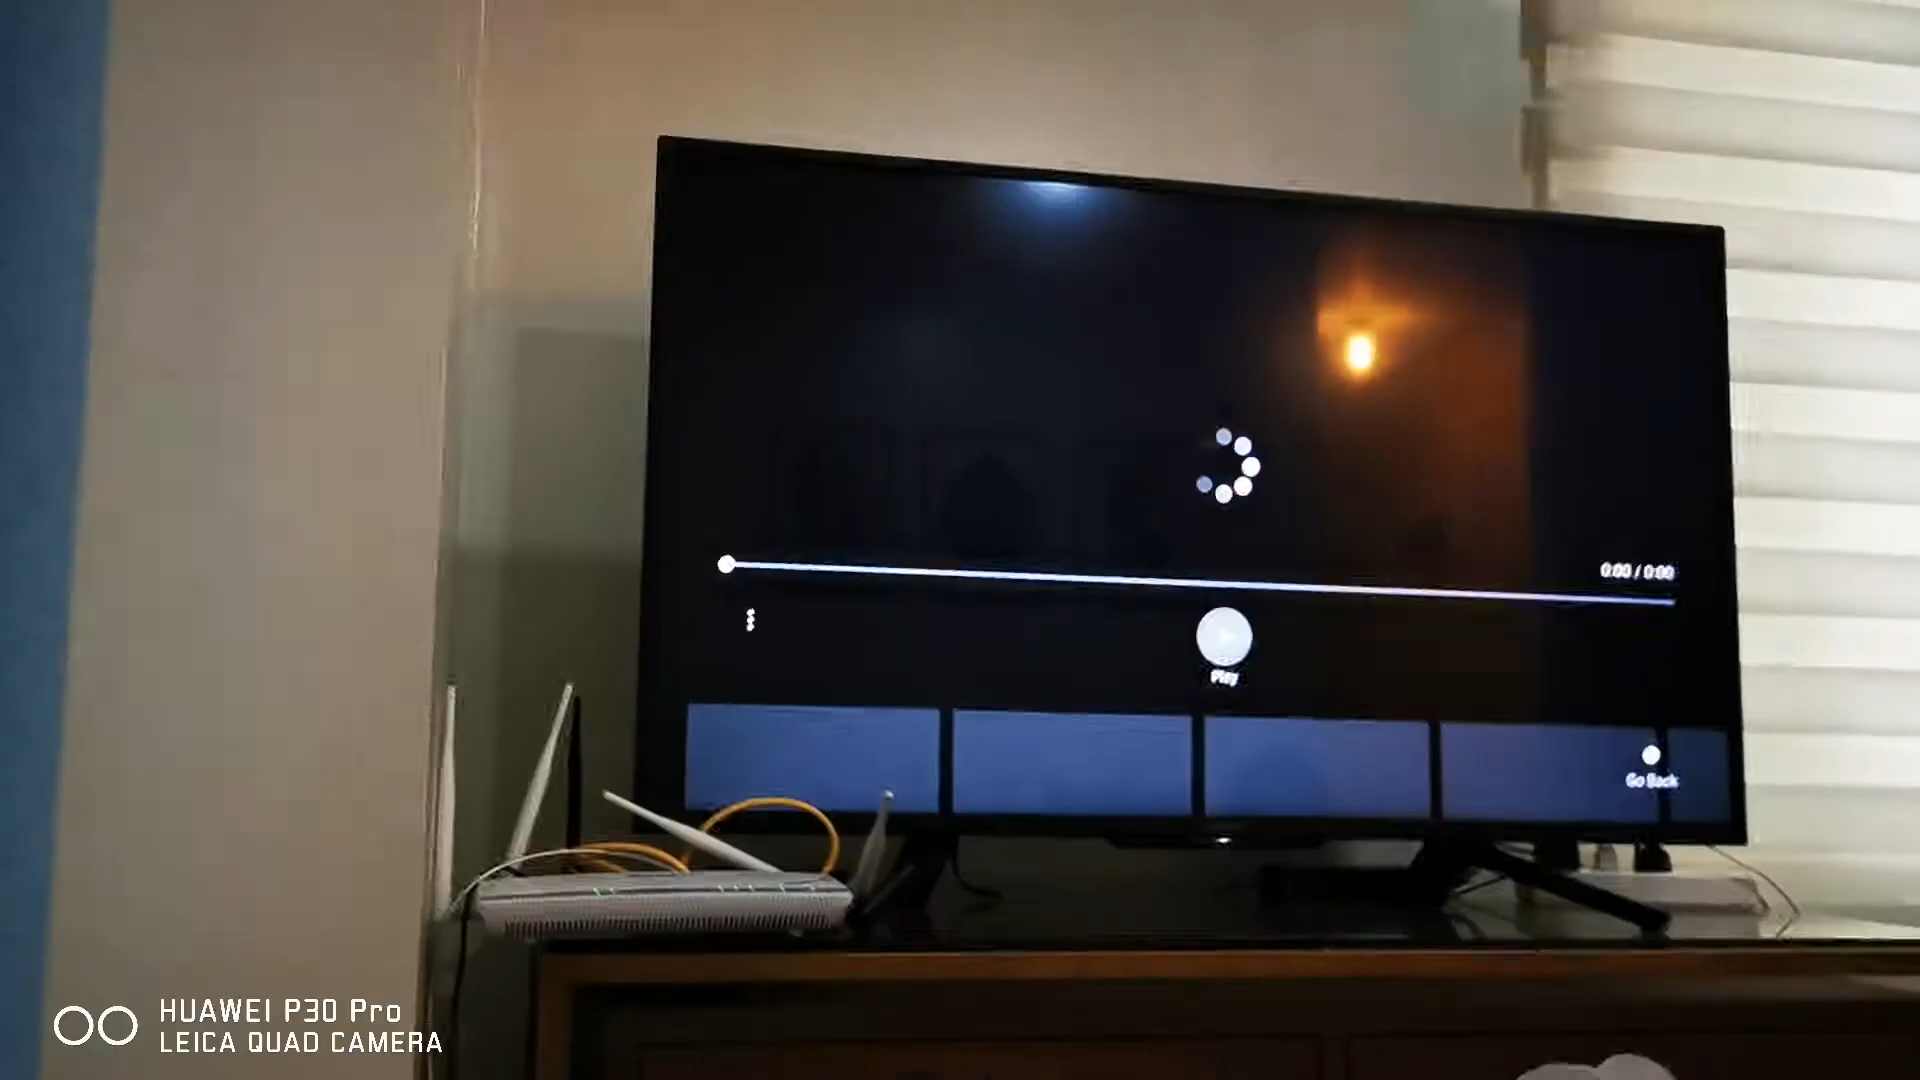 0:00 / 0:00
Play
Go Back
HUAWEI P30 Pro
LEICA QUAD CAMERA